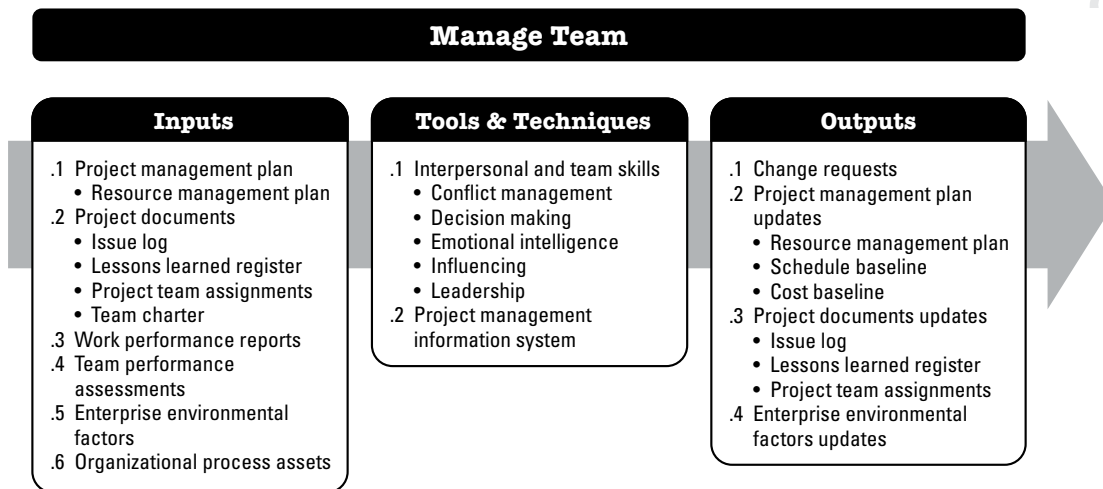 Manage Team
Inputs
.1 Project management plan
• Resource management plan
.2 Project documents
• Issue log
• Lessons learned register
• Project team assignments
• Team charter
.3 Work performance reports
.4 Team performance
assessments
.5 Enterprise environmental
factors
.6 Organizational process assets
Tools & Techniques
.1 Interpersonal and team skills
• Conflict management
• Decision making
• Emotional intelligence
• Influencing
• Leadership
.2 Project management
information system
Outputs
.1 Change requests
.2 Project management plan
updates
• Resource management plan
• Schedule baseline
• Cost baseline
.3 Project documents updates
• Issue log
• Lessons learned register
• Project team assignments
.4 Enterprise environmental
factors updates